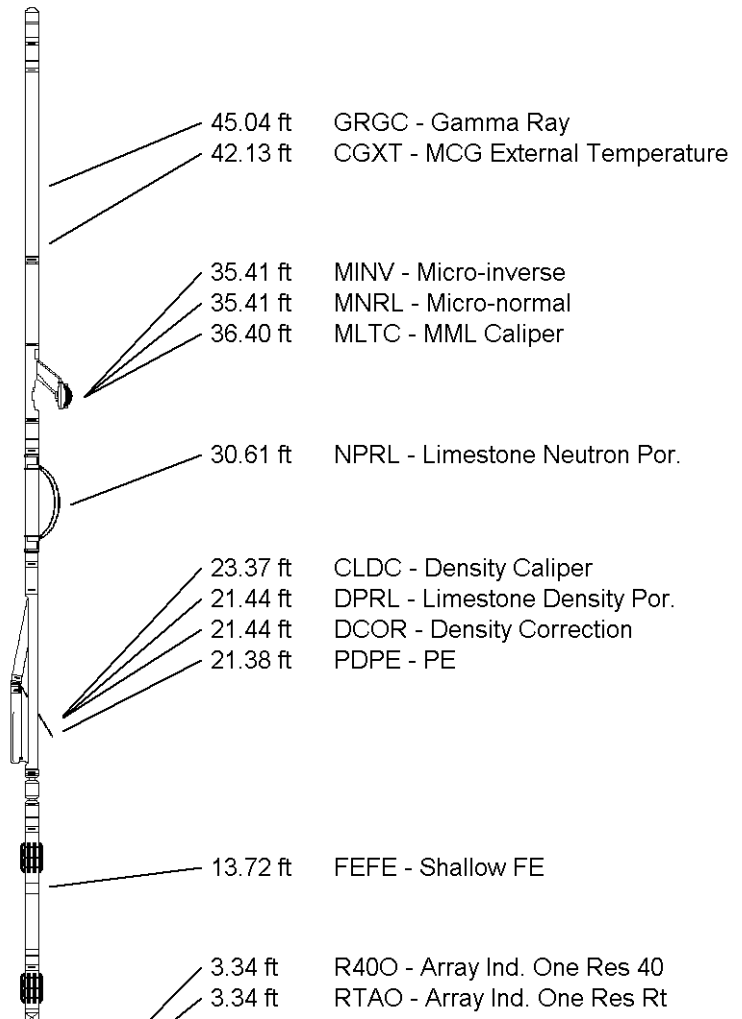 45.04 ft GRGC - Gamma Ray
42.13 ft CGXT - MCG External Temperature
35.41 ft MINV - Micro-inverse
35.41 ft MNRL - Micro-normal
36.40 ft MLTC - MML Caliper
30.61 ft NPRL - Limestone Neutron Por.
23.37 ft CLDC - Density Caliper
21.44 ft DPRL - Limestone Density Por.
21.44 ft DCOR - Density Correction
21.38 ft PDPE - PE
13.72 ft FEFE - Shallow FE
3.34 ft R40O - Array Ind. One Res 40
3.34 ft RTAO - Array Ind. One Res Rt